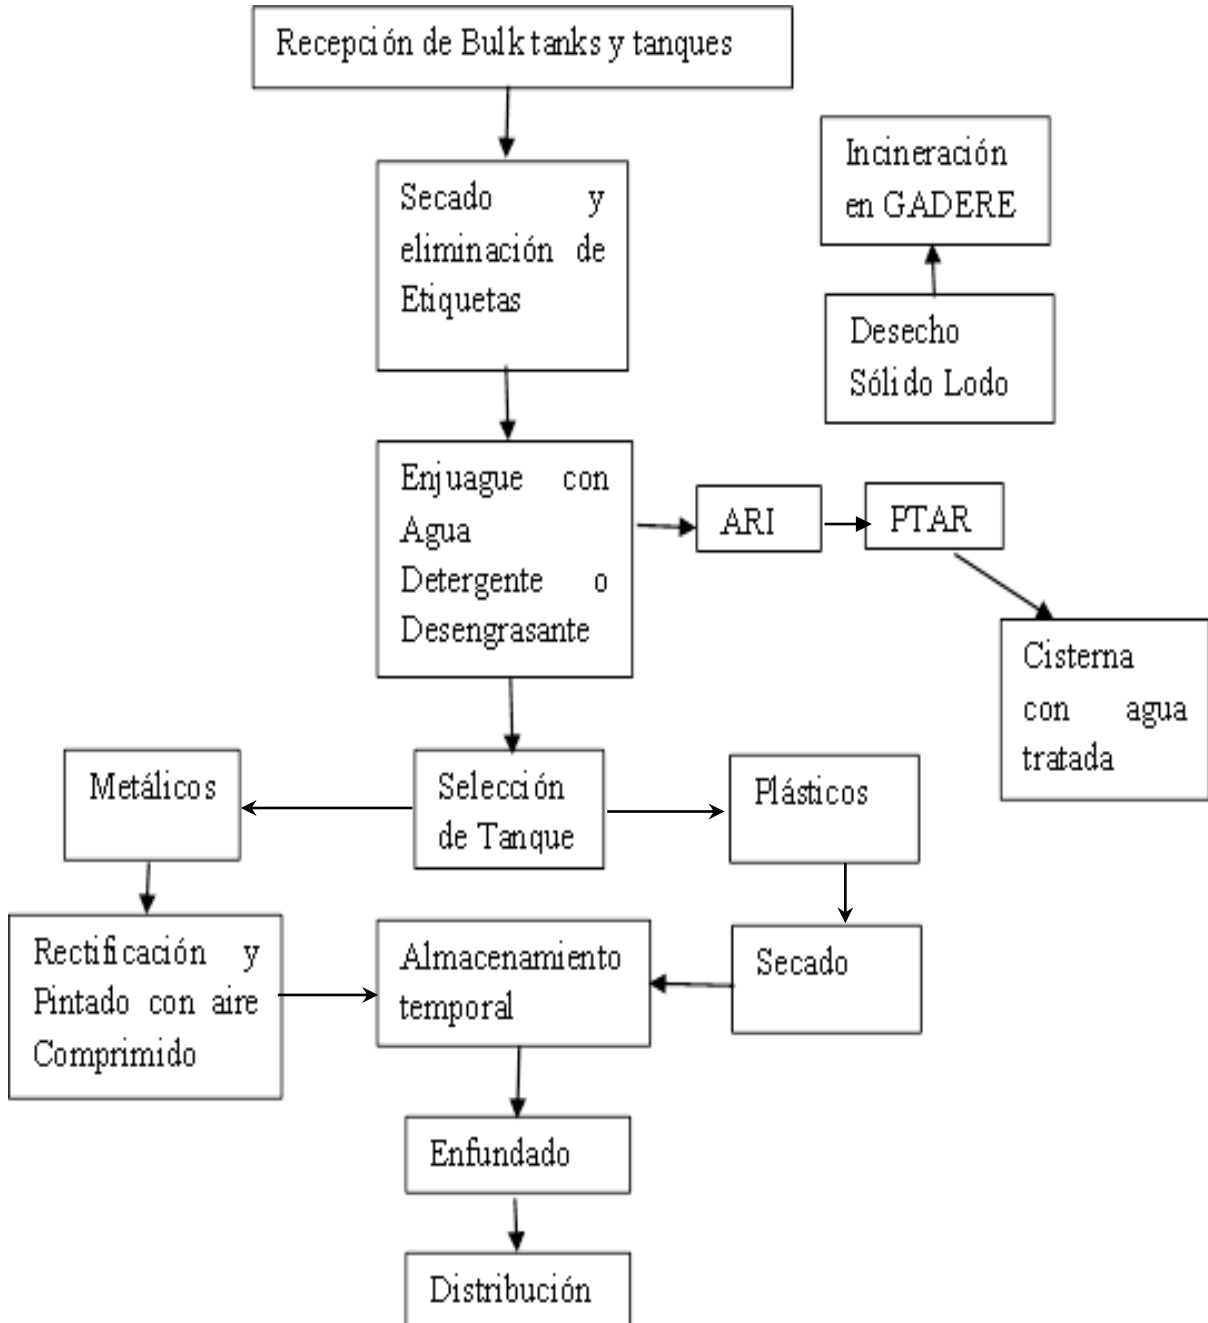 Recepción de Bulk tanks y tanques
Incineración
en GADERE
Secado y
eliminación de
Etiquetas
Desecho
Sólido Lodo
Enjuague con
Agua
Detergente o
Desengrasante
ARI
PTAR
Cisterna
con agua
tratada
Metálicos
Selección
de Tanque
Plásticos
Rectificación y
Pintado con aire
Comprimido
Almacenamiento
temporal
Secado
Enfundado
Distribución